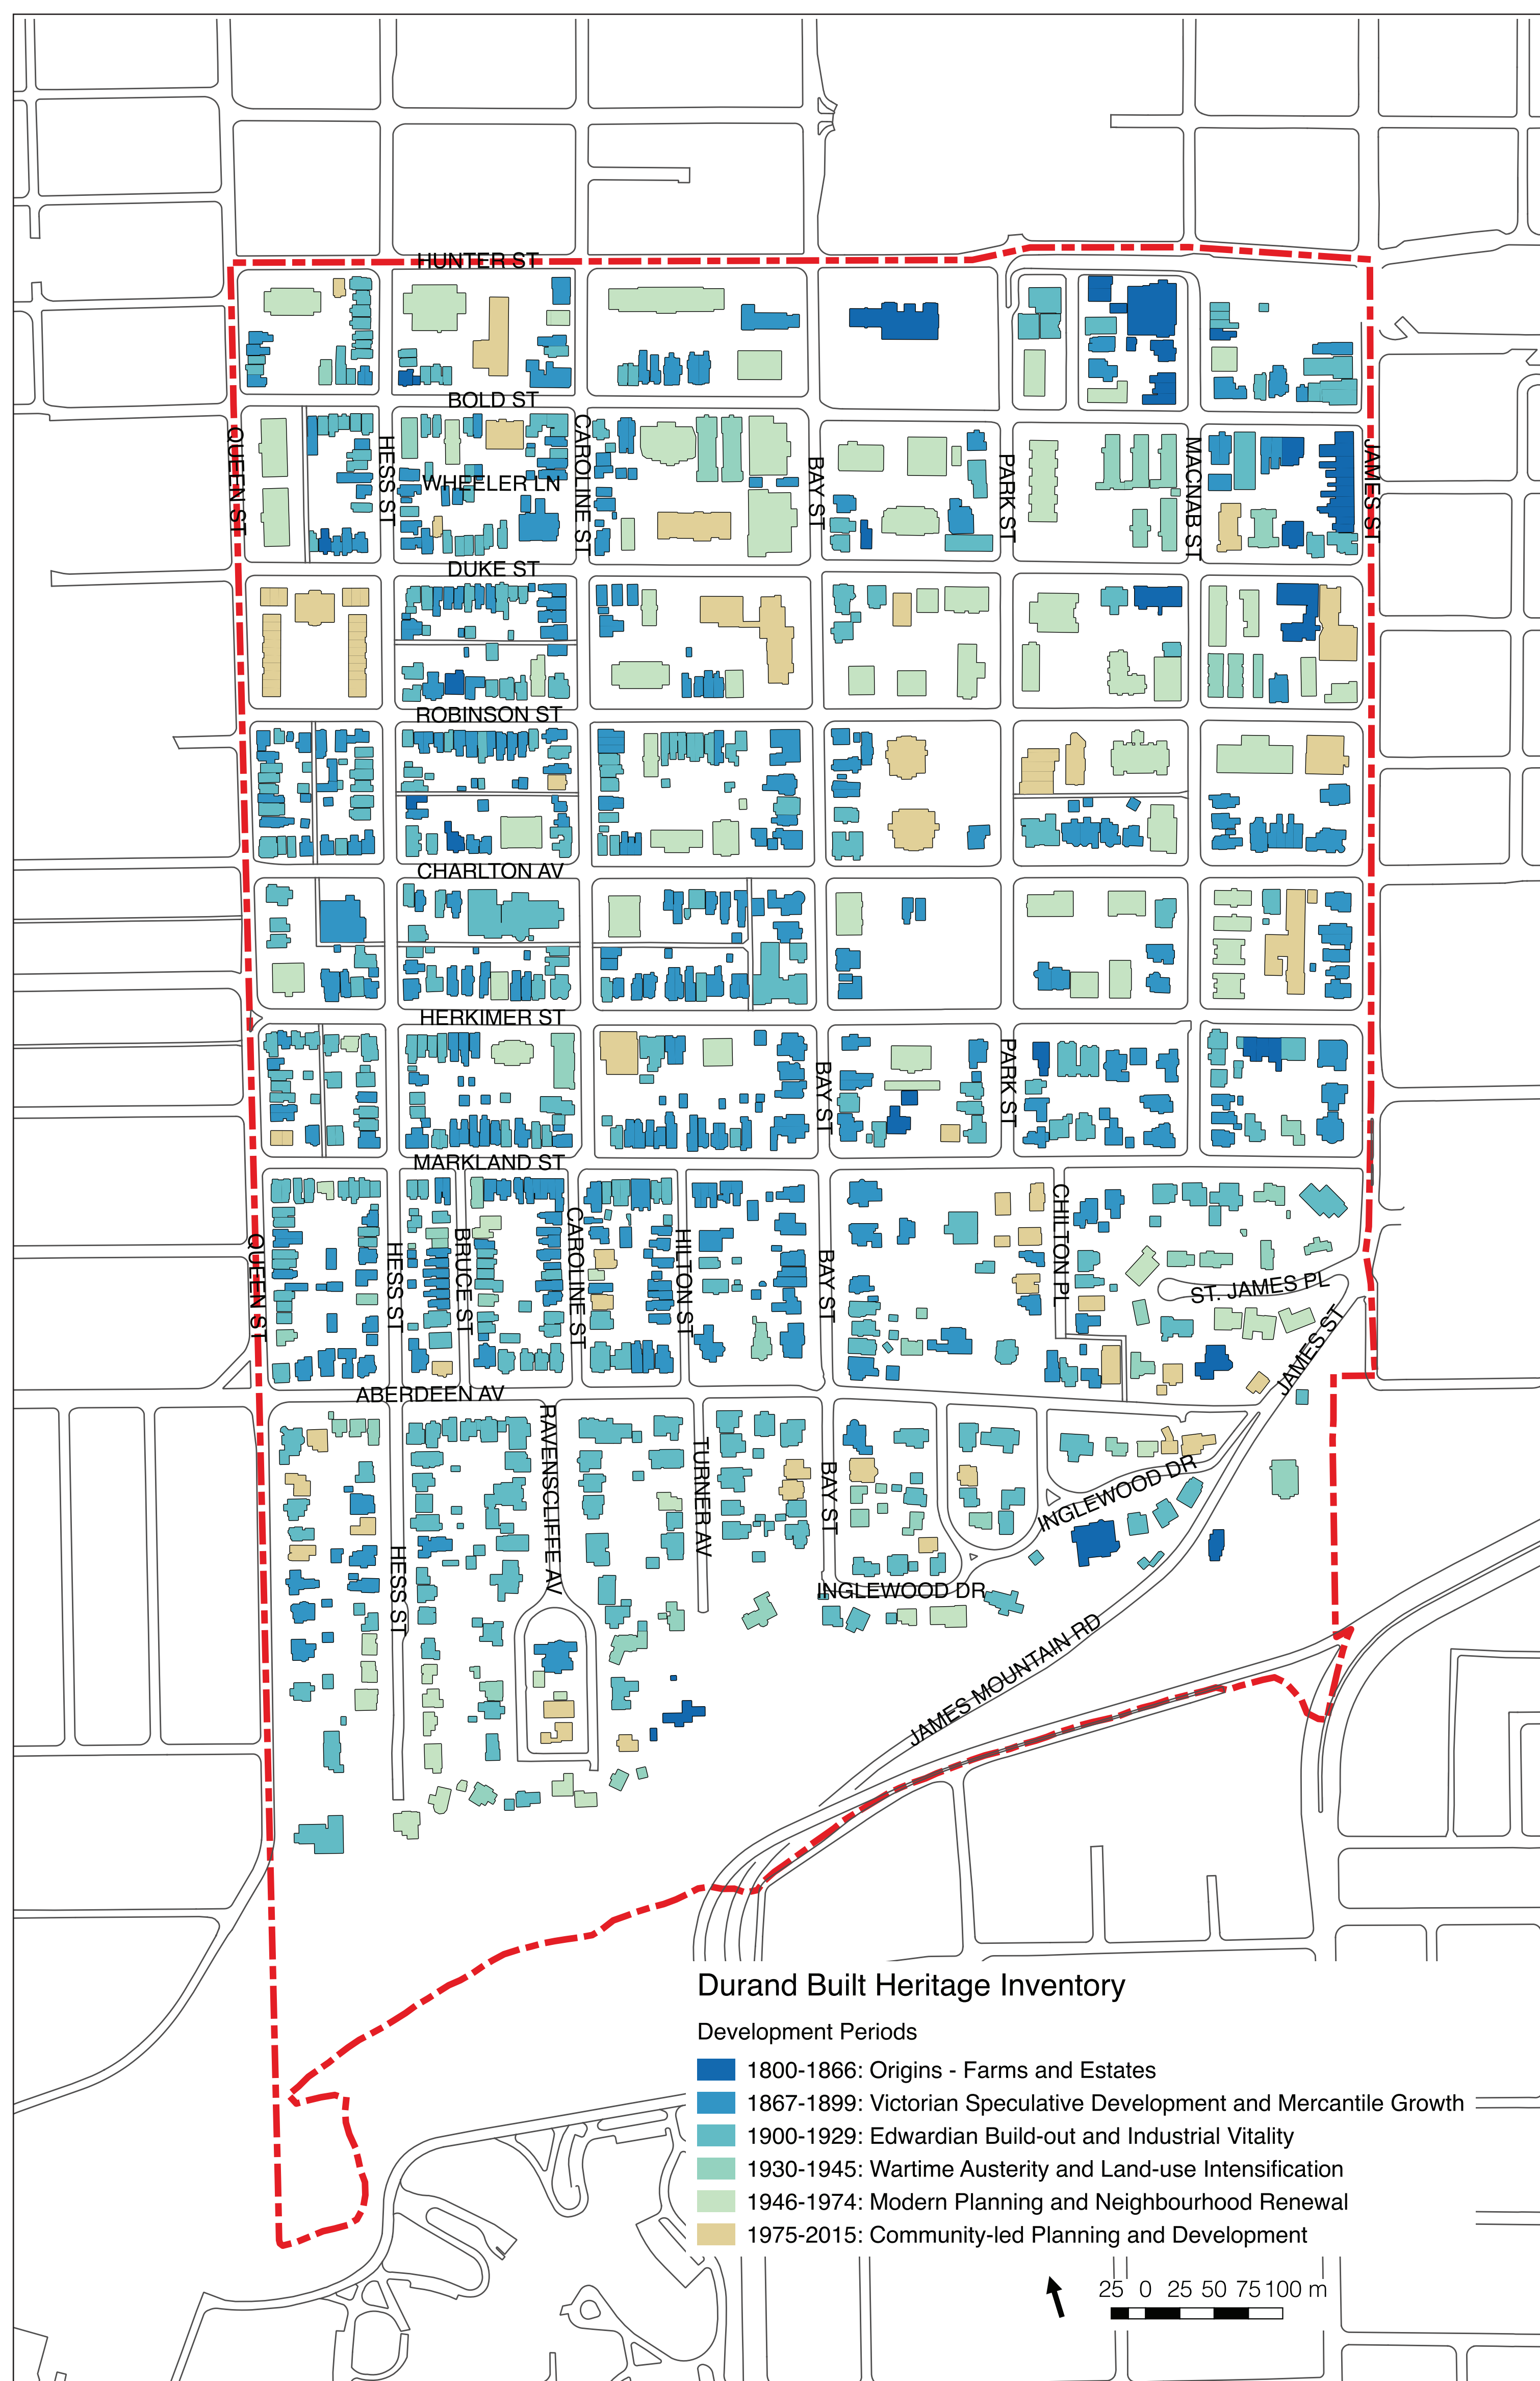 HUNTER ST
BOLD ST
QUEEN ST
HESS ST
WHEELER LN
CAROLINE ST
BAY ST
PARK ST
MACNAB ST
JAMES ST
DUKE ST
ROBINSON ST
CHARLTON AV
HERKIMER ST
BAY ST
PARK ST
MARKLAND ST
QUEEN ST
HESS ST
BRUCE ST
CAROLINE ST
HILTON ST
BAY ST
CHILTON PL
ST. JAMES PL
JAMES ST
ABERDEEN AV
HESS ST
RAVENSCLIFFE AV
TURNER AV
BAY ST
INGLEWOOD DR
INGLEWOOD DR
JAMES MOUNTAIN RD
Durand Built Heritage Inventory
Development Periods
1800-1866: Origins - Farms and Estates
1867-1899: Victorian Speculative Development and Mercantile Growth
1900-1929: Edwardian Build-out and Industrial Vitality
1930-1945: Wartime Austerity and Land-use Intensification
1946-1974: Modern Planning and Neighbourhood Renewal
1975-2015: Community-led Planning and Development
25 0 25 50 75 100 m